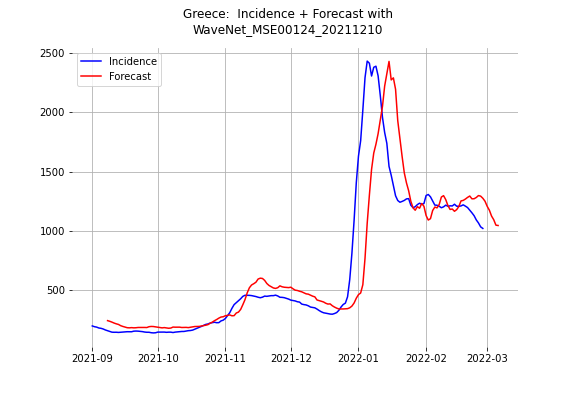 Greece:  Incidence + Forecast with
WaveNet_MSE00124_20211210
Incidence
Forecast
2500
2000
1500
1000
500
2021-09 2021-10 2021-11 2021-12 2022-01 2022-02 2022-03